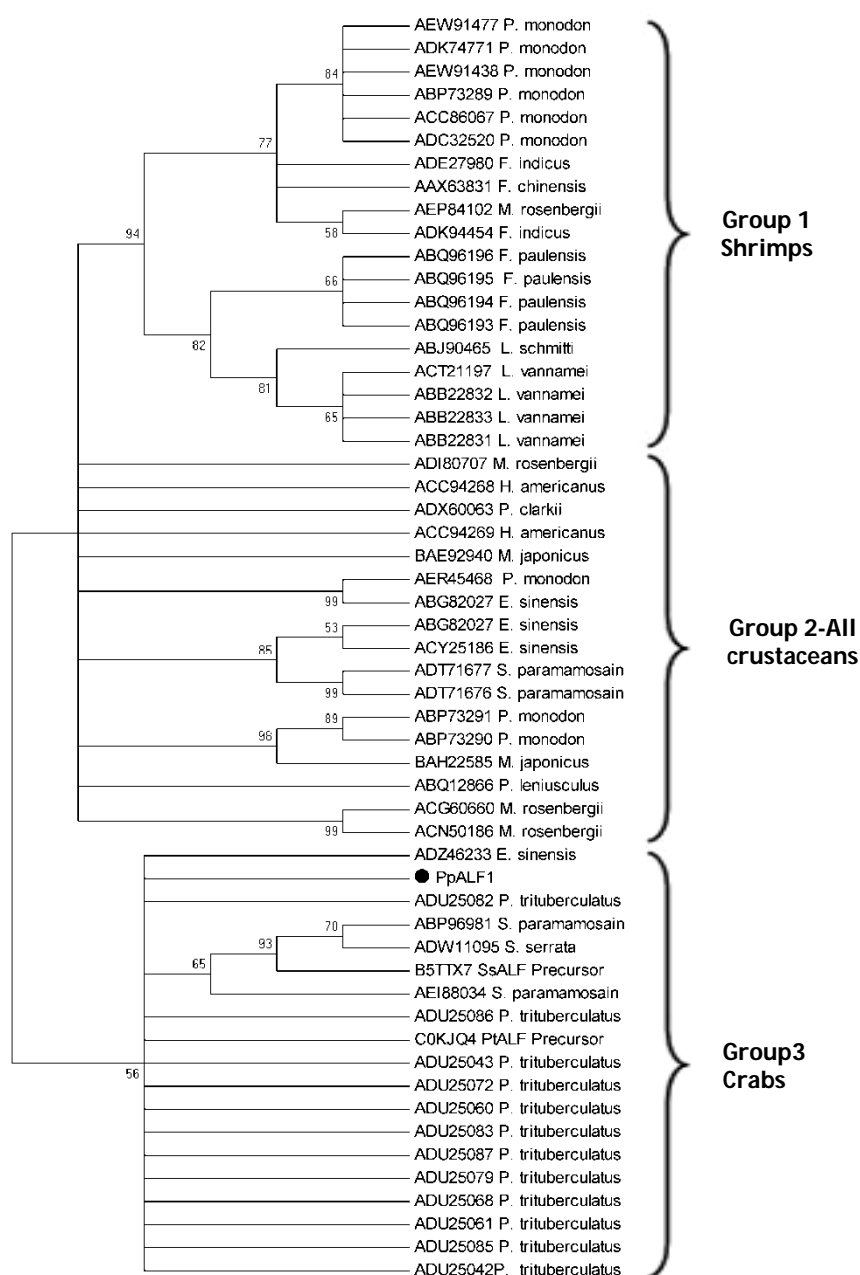 AEW91477 P. monodon
ADK74771 P. monodon
AEW91438 P. monodon
84
ABP73289 P. monodon
ACC86067 P. monodon
ADC32520 P. monodon
77
ADE27980 F. indicus
AAX63831 F. chinensis
AEP84102 M. rosenbergii
58
ADK94454 F. indicus
94
ABQ96196 F. paulensis
ABQ96195 F. paulensis
66
ABQ96194 F. paulensis
ABQ96193 F. paulensis
82
ABJ90465 L. schmitti
ACT21197 L. vannamei
81
ABB22832 L. vannamei
65
ABB22833 L. vannamei
ABB22831 L. vannamei
Group 1
Shrimps
ADI80707 M. rosenbergii
ACC94268 H. americanus
ADX60063 P. clarkii
ACC94269 H. americanus
BAE92940 M. japonicus
AER45468 P. monodon
99
ABG82027 E. sinensis
53
ABG82027 E. sinensis
85
ACY25186 E. sinensis
ADT71677 S. paramamosain
99
ADT71676 S. paramamosain
89
ABP73291 P. monodon
98
ABP73290 P. monodon
BAH22585 M. japonicus
ABQ12866 P. leniusculus
ACG60660 M. rosenbergii
99
ACN50186 M. rosenbergii
Group 2-All
crustaceans
ADZ46233 E. sinensis
PpALF1
ADU25082 P. trituberculatus
70
ABP96981 S. paramamosain
93
ADW11095 S. serrata
65
B5TTX7 SsALF Precursor
AEI88034 S. paramamosain
ADU25086 P. trituberculatus
C0KJQ4 PtALF Precursor
56
ADU25043 P. trituberculatus
ADU25072 P. trituberculatus
ADU25060 P. trituberculatus
ADU25083 P. trituberculatus
ADU25087 P. trituberculatus
ADU25079 P. trituberculatus
ADU25068 P. trituberculatus
ADU25061 P. trituberculatus
ADU25085 P. trituberculatus
ADU25042P. trituberculatus
Group3
Crabs